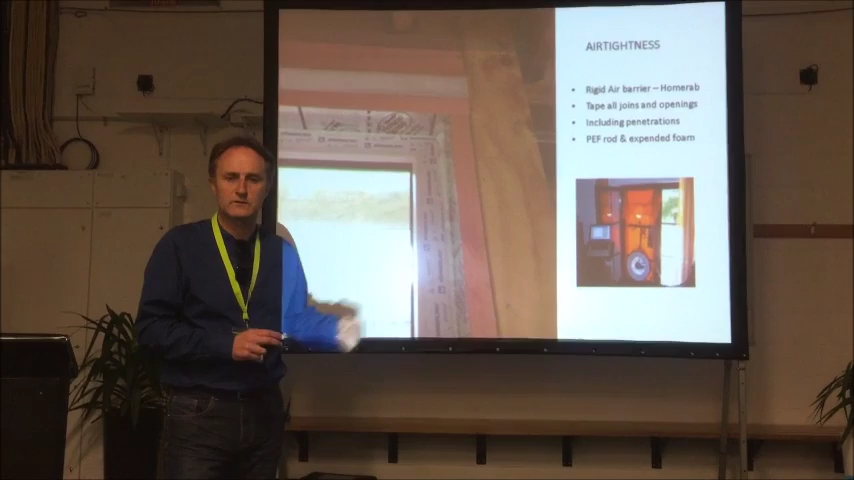 AIRTIGHTNESS
• Rigid Air barrier – Homerab
• Tape all joins and openings
• Including penetrations
• PEF rod & expended foam